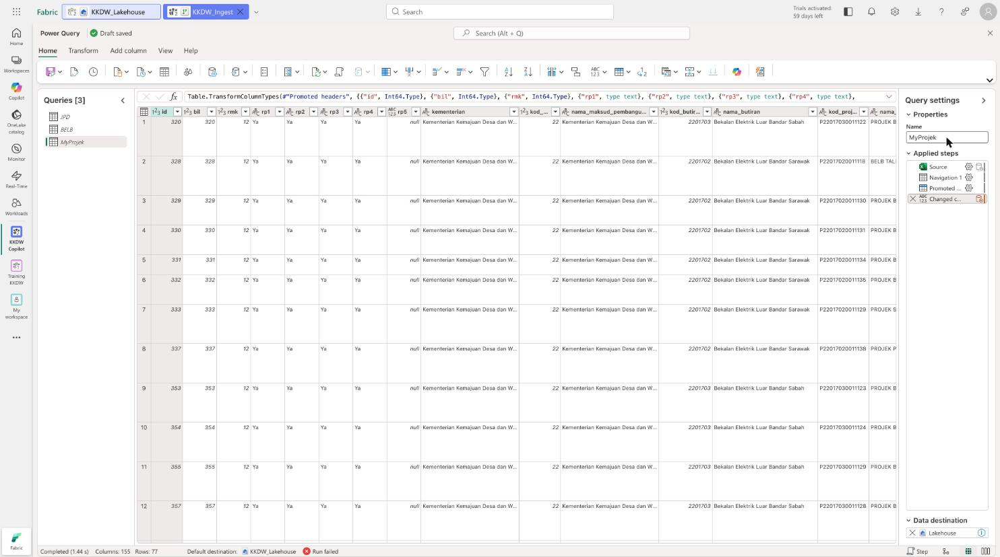 Fabric
KKDW_Lakehouse
KKDW_Ingest
Search
Trials activated:
59 days left
Power Query
Draft saved
Search (Alt + Q)
Home
Transform
Add column
View
Help
Home
Workspaces
Copilot
OneLake
catalog
Monitor
Real-Time
Workloads
KKDW
Copilot
Training
KKDW
My
workspace
Fabric
Queries [3]
JPD
BELB
MyProjek
fx Table.TransformColumnTypes(#"Promoted headers", {{"id", Int64.Type}, {"bil", Int64.Type}, {"rmk", Int64.Type}, {"rp1", type text}, {"rp2", type text}, {"rp3", type text}, {"rp4", type text},
123 id 123 bil 123 rmk ABC rp1 ABC rp2 ABC rp3 ABC rp4 ABC 123 rp5 ABC kementerian 123 kod_... ABC nama_maksud_pembangu... 123 kod_butir... ABC nama_butiran ABC kod_proj... ABC nama_
1 320 320 12 Ya Ya Ya Ya null Kementerian Kemajuan Desa dan W... 22 Kementerian Kemajuan Desa dan W... 2201703 Bekalan Elektrik Luar Bandar Sabah P22017030011122 PROJEK B
2 328 328 12 Ya Ya Ya Ya null Kementerian Kemajuan Desa dan W... 22 Kementerian Kemajuan Desa dan W... 2201702 Bekalan Elektrik Luar Bandar Sarawak P22017020011118 BELB TAL
3 329 329 12 Ya Ya Ya Ya null Kementerian Kemajuan Desa dan W... 22 Kementerian Kemajuan Desa dan W... 2201702 Bekalan Elektrik Luar Bandar Sarawak P22017020011130 PROJEK B
4 330 330 12 Ya Ya Ya Ya null Kementerian Kemajuan Desa dan W... 22 Kementerian Kemajuan Desa dan W... 2201702 Bekalan Elektrik Luar Bandar Sarawak P22017020011131 PROJEK B
5 331 331 12 Ya Ya Ya Ya null Kementerian Kemajuan Desa dan W... 22 Kementerian Kemajuan Desa dan W... 2201702 Bekalan Elektrik Luar Bandar Sarawak P22017020011134 PROJEK B
6 332 332 12 Ya Ya Ya Ya null Kementerian Kemajuan Desa dan W... 22 Kementerian Kemajuan Desa dan W... 2201702 Bekalan Elektrik Luar Bandar Sarawak P22017020011135 PROJEK B
7 333 333 12 Ya Ya Ya Ya null Kementerian Kemajuan Desa dan W... 22 Kementerian Kemajuan Desa dan W... 2201702 Bekalan Elektrik Luar Bandar Sarawak P22017020011129 PROJEK S
8 337 337 12 Ya Ya Ya Ya null Kementerian Kemajuan Desa dan W... 22 Kementerian Kemajuan Desa dan W... 2201702 Bekalan Elektrik Luar Bandar Sarawak P22017020011138 PROJEK P
9 353 353 12 Ya Ya Ya Ya null Kementerian Kemajuan Desa dan W... 22 Kementerian Kemajuan Desa dan W... 2201703 Bekalan Elektrik Luar Bandar Sabah P22017030011123 PROJEK B
10 354 354 12 Ya Ya Ya Ya null Kementerian Kemajuan Desa dan W... 22 Kementerian Kemajuan Desa dan W... 2201703 Bekalan Elektrik Luar Bandar Sabah P22017030011124 PROJEK B
11 355 355 12 Ya Ya Ya Ya null Kementerian Kemajuan Desa dan W... 22 Kementerian Kemajuan Desa dan W... 2201703 Bekalan Elektrik Luar Bandar Sabah P22017030011129 PROJEK B
12 357 357 12 Ya Ya Ya Ya null Kementerian Kemajuan Desa dan W... 22 Kementerian Kemajuan Desa dan W... 2201703 Bekalan Elektrik Luar Bandar Sabah P22017030011128 PROJEK B
Query settings
Properties
Name
MyProjek
Applied steps
Source
Navigation 1
Promoted ...
ABC 123 Changed c...
Data destination
Lakehouse
Completed (1.44 s) Columns: 155 Rows: 77 Default destination: KKDW_Lakehouse Run failed
Step